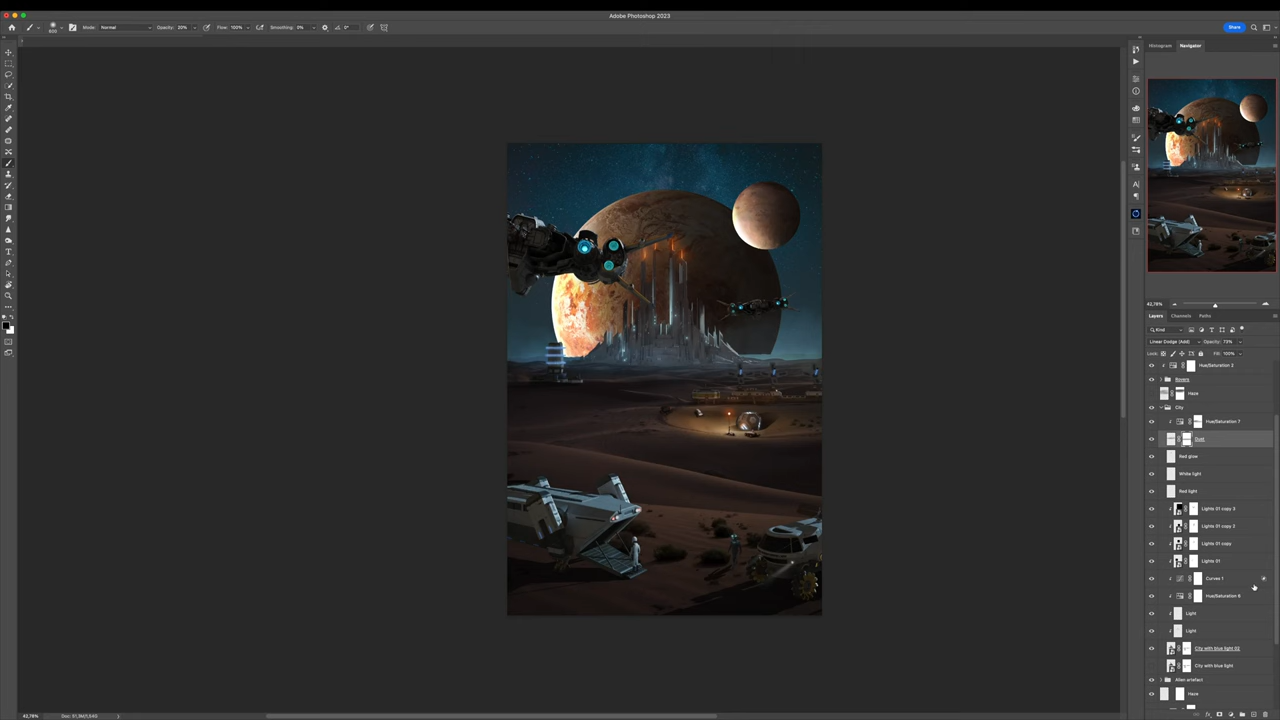 Adobe Photoshop 2023
600
Mode: Normal
Opacity: 20%
Flow: 100%
Smoothing: 0%
0°
Share
Histogram
Navigator
42,78%
Layers
Channels
Paths
Kind
Linear Dodge (Add)
Opacity: 73%
Lock:
Fill: 100%
Hue/Saturation 2
Rovers
Haze
City
Hue/Saturation 7
Dust
Red glow
White light
Red light
Lights 01 copy 3
Lights 01 copy 2
Lights 01 copy
Lights 01
Curves 1
Hue/Saturation 6
Light
Light
City with blue light 02
City with blue light
Alien artefact
Haze
42,78%